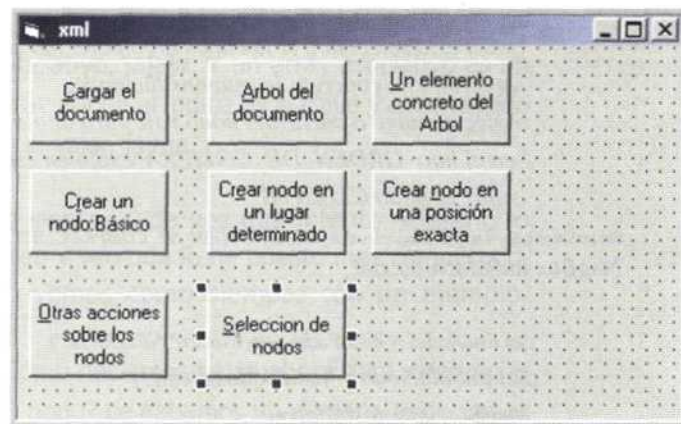 xml
Cargar el
documento
Arbol del
documento
Un elemento
concreto del
Arbol
Crear un
nodo:Básico
Crear nodo en
un lugar
determinado
Crear nodo en
una posición
exacta
Otras acciones
sobre los
nodos
Seleccion de
nodos